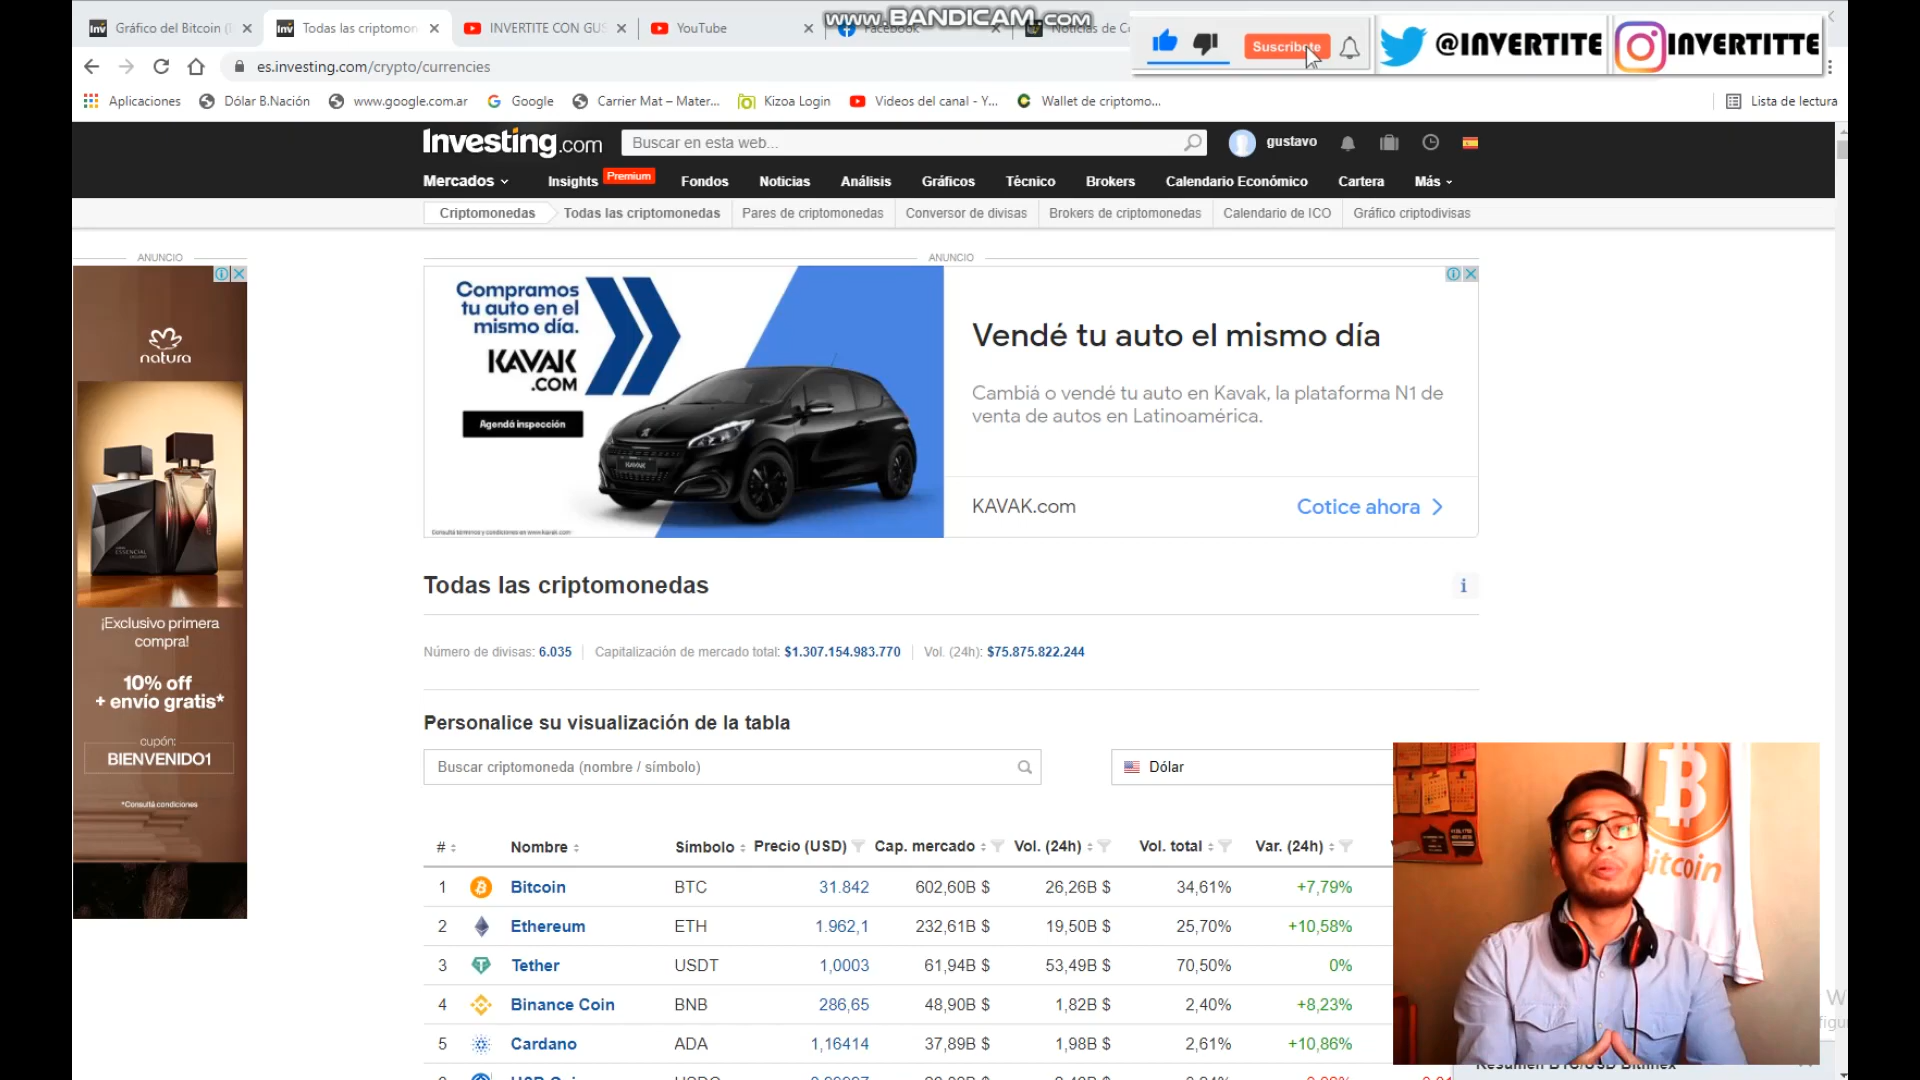 www.BANDICAM.com
Gráfico del Bitcoin (
Todas las criptomon
INVERTITE CON GUS
YouTube
Facebook
Noticias de C
Suscribete
@INVERTITE
INVERTITTE
es.investing.com/crypto/currencies
Aplicaciones
Dólar B.Nación
www.google.com.ar
Google
Carrier Mat – Mater...
Kizoa Login
Videos del canal - Y...
Wallet de criptomo...
Lista de lectura
Investing.com
Buscar en esta web...
gustavo
Mercados
Insights
Premium
Fondos
Noticias
Análisis
Gráficos
Técnico
Brokers
Calendario Económico
Cartera
Más
Criptomonedas
Todas las criptomonedas
Pares de criptomonedas
Conversor de divisas
Brokers de criptomonedas
Calendario de ICO
Gráfico criptodivisas
ANUNCIO
ANUNCIO
natura
ESSENCIAL
¡Exclusivo primera
compra!
10% off
+ envío gratis*
cupón:
BIENVENIDO1
*Consultá condiciones
Compramos
tu auto en el
mismo día.
KAVAK
.COM
Agendá inspección
KAVAK
Consultá términos y condiciones en www.kavak.com
Vendé tu auto el mismo día
Cambiá o vendé tu auto en Kavak, la plataforma N1 de
venta de autos en Latinoamérica.
KAVAK.com
Cotice ahora
Todas las criptomonedas
i
Número de divisas: 6.035
Capitalización de mercado total: $1.307.154.983.770
Vol. (24h): $75.875.822.244
Personalice su visualización de la tabla
Buscar criptomoneda (nombre / símbolo)
Dólar
# Nombre Símbolo Precio (USD) Cap. mercado Vol. (24h) Vol. total Var. (24h)
1 Bitcoin BTC 31.842 602,60B $ 26,26B $ 34,61% +7,79%
2 Ethereum ETH 1.962,1 232,61B $ 19,50B $ 25,70% +10,58%
3 Tether USDT 1,0003 61,94B $ 53,49B $ 70,50% 0%
4 Binance Coin BNB 286,65 48,90B $ 1,82B $ 2,40% +8,23%
5 Cardano ADA 1,16414 37,89B $ 1,98B $ 2,61% +10,86%
bitcoin